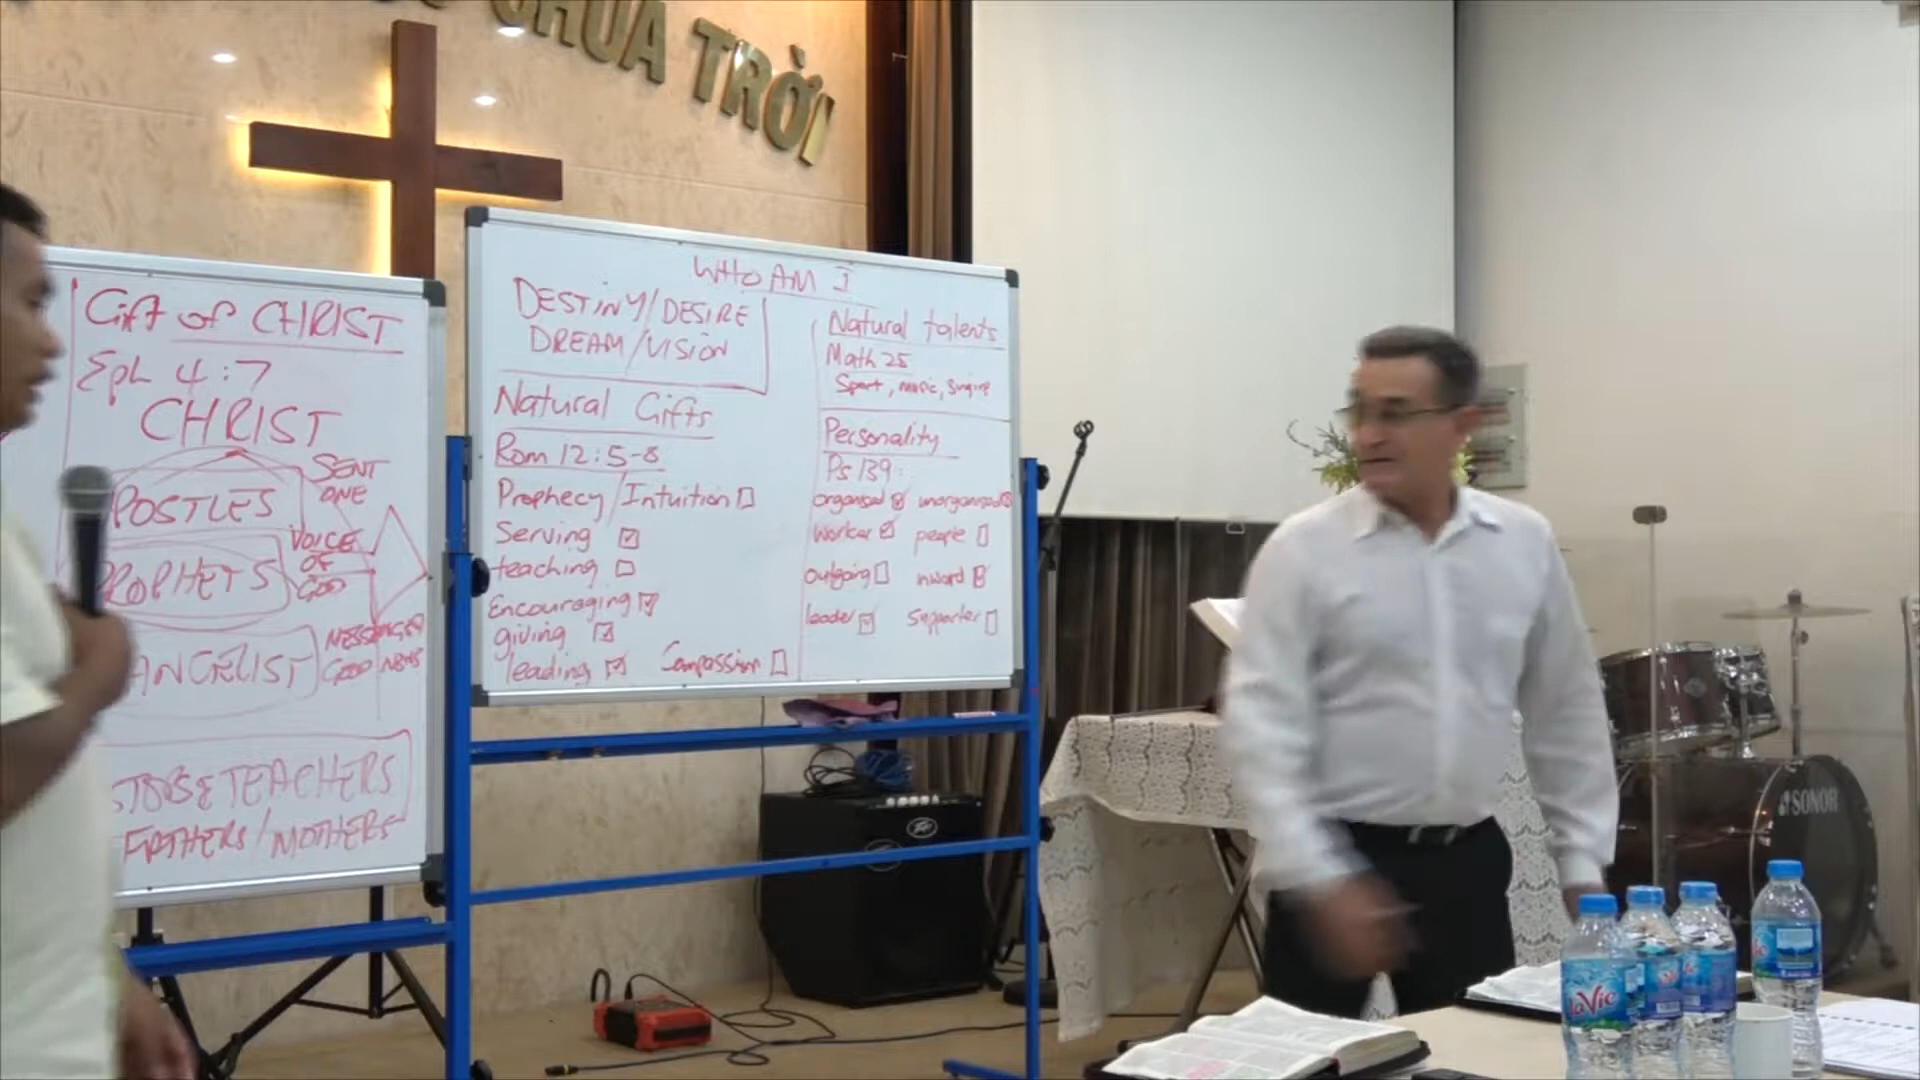 CHÚA TRỜI
Gift of CHRIST
Eph 4:7
CHRIST
POSTLES
SENT
ONE
PROPHETS
VOICE
OF
GOD
ANGELIST
MESSENGER
GOOD NEWS
TEACHERS
FATHERS/MOTHERS
WHO AM I
DESTINY/DESIRE
DREAM/VISION
Natural Gifts
Rom 12:5-8
Prophecy/Intuition ☐
Serving ☑
teaching ☐
Encouraging ☑
giving ☑
leading ☑ Compassion ☐
Natural talents
Math 25
Sport, music, singing
Personality
Ps 139:
organised ☑ unorganised ☑
worker ☑ people ☐
outgoing ☐ inward ☑
leader ☑ supporter ☐
SONOR
LaVie